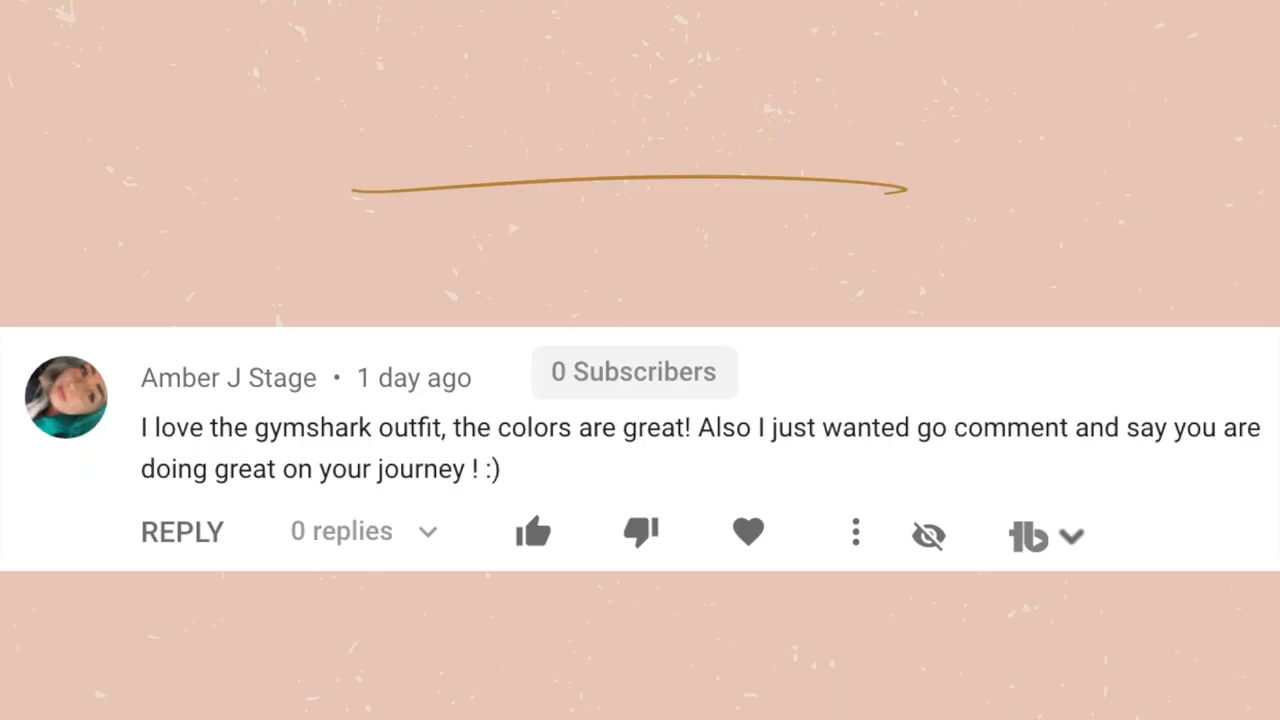 Amber J Stage • 1 day ago 0 Subscribers
I love the gymshark outfit, the colors are great! Also I just wanted go comment and say you are
doing great on your journey ! :)
REPLY 0 replies tb